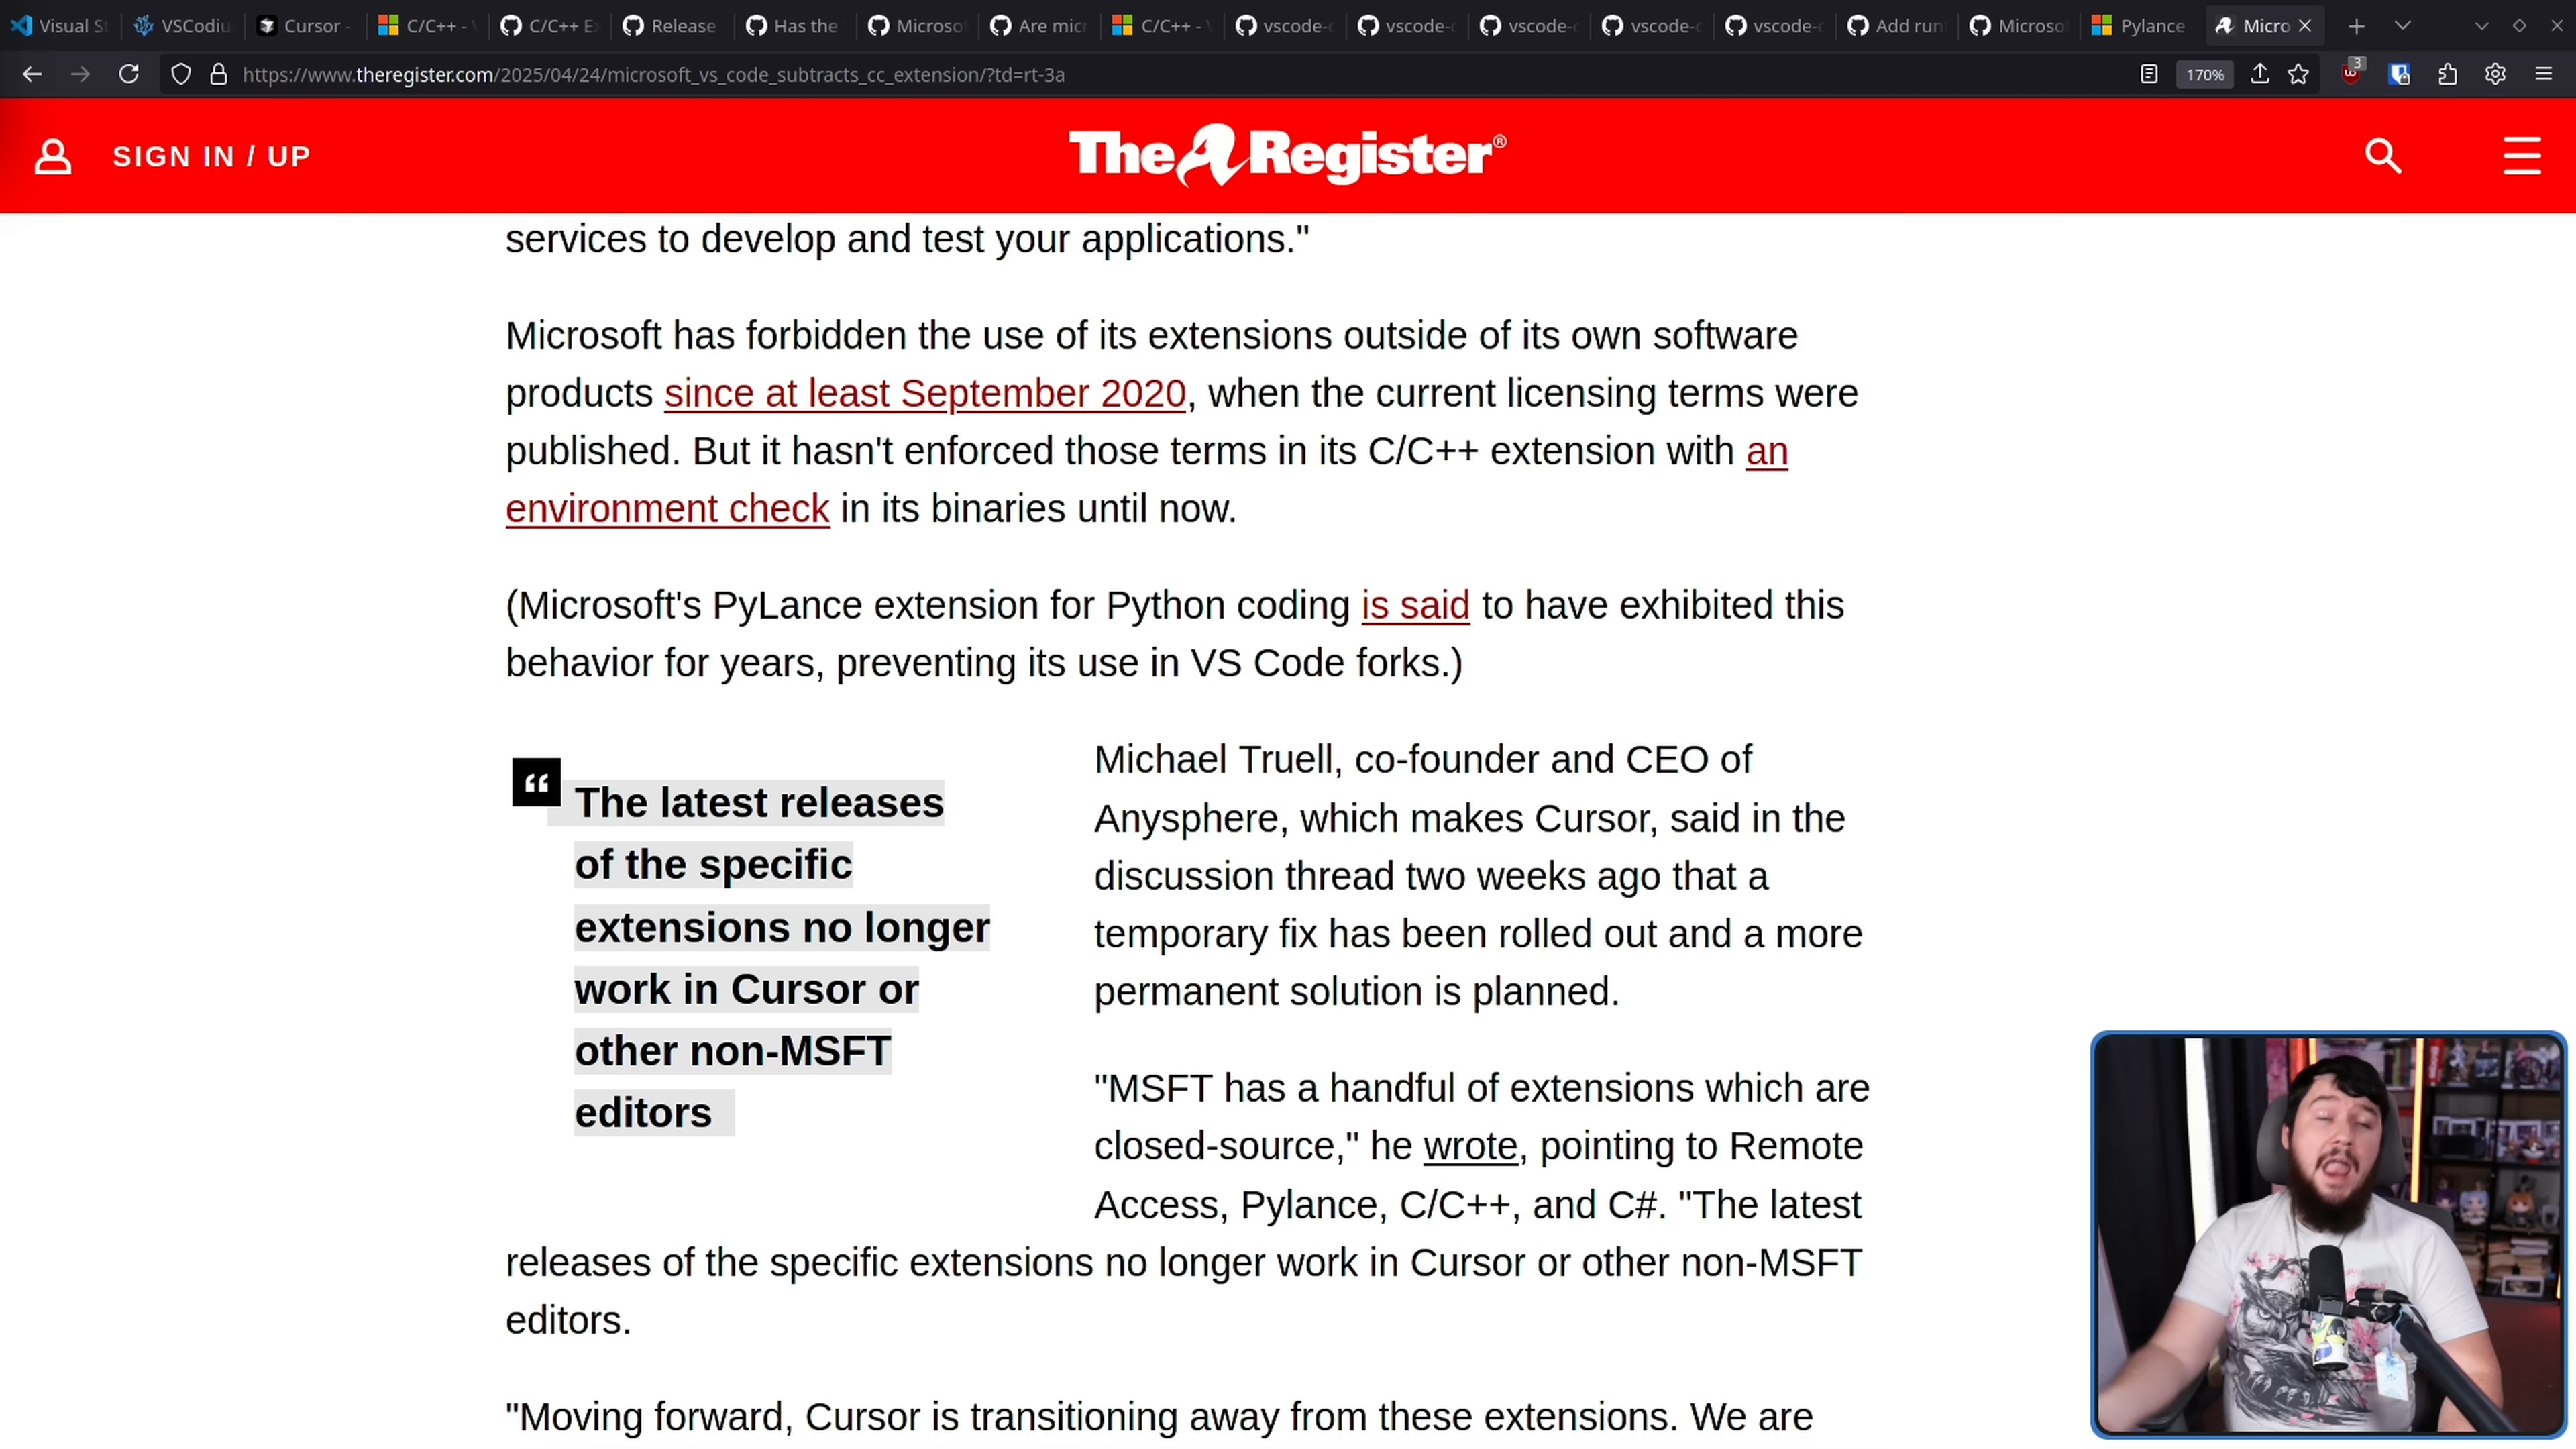 Visual St
VSCodiu
Cursor -
C/C++ - V
C/C++ Ex
Release
Has the
Microso
Are micr
C/C++ - V
vscode-c
vscode-c
vscode-c
vscode-c
vscode-c
Add run
Microso
Pylance
Micro
https://www.theregister.com/2025/04/24/microsoft_vs_code_subtracts_cc_extension/?td=rt-3a
170%
3
SIGN IN / UP
The Register®
services to develop and test your applications."
Microsoft has forbidden the use of its extensions outside of its own software
products since at least September 2020, when the current licensing terms were
published. But it hasn't enforced those terms in its C/C++ extension with an
environment check in its binaries until now.
(Microsoft's PyLance extension for Python coding is said to have exhibited this
behavior for years, preventing its use in VS Code forks.)
“
The latest releases
of the specific
extensions no longer
work in Cursor or
other non-MSFT
editors
Michael Truell, co-founder and CEO of
Anysphere, which makes Cursor, said in the
discussion thread two weeks ago that a
temporary fix has been rolled out and a more
permanent solution is planned.
"MSFT has a handful of extensions which are
closed-source," he wrote, pointing to Remote
Access, Pylance, C/C++, and C#. "The latest
releases of the specific extensions no longer work in Cursor or other non-MSFT
editors.
"Moving forward, Cursor is transitioning away from these extensions. We are